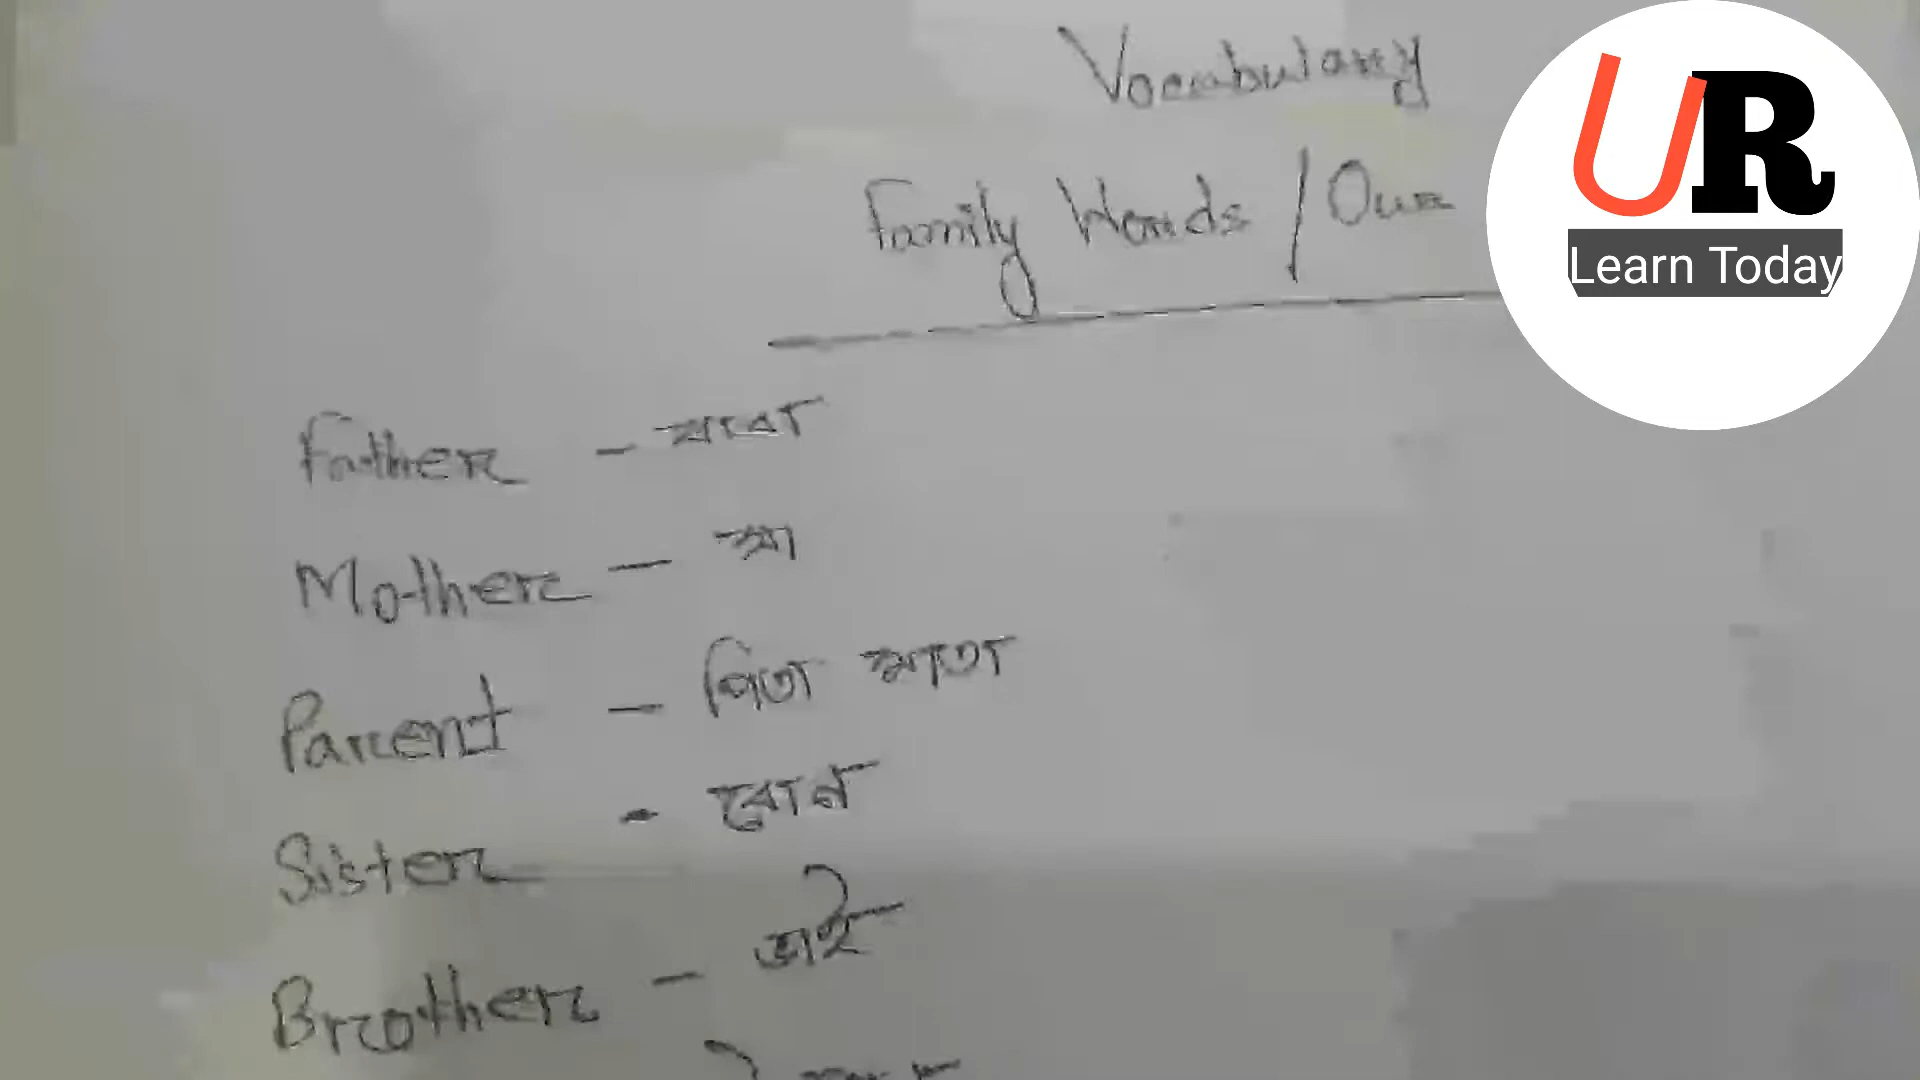 Vocabulary
Family Words / Our
UR
Learn Today
Father - বাবা
Mother - মা
Parent - পিতা মাতা
Sister - বোন
Brother - ভাই